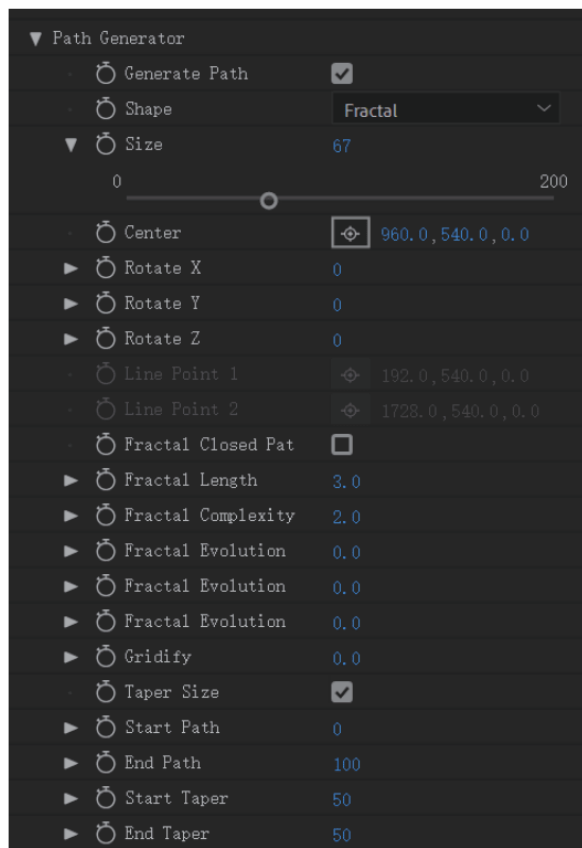 Path Generator
Generate Path
Shape Fractal
Size 67
0 200
Center 960.0,540.0,0.0
Rotate X 0
Rotate Y 0
Rotate Z 0
Line Point 1 192.0,540.0,0.0
Line Point 2 1728.0,540.0,0.0
Fractal Closed Pat
Fractal Length 3.0
Fractal Complexity 2.0
Fractal Evolution 0.0
Fractal Evolution 0.0
Fractal Evolution 0.0
Gridify 0.0
Taper Size
Start Path 0
End Path 100
Start Taper 50
End Taper 50